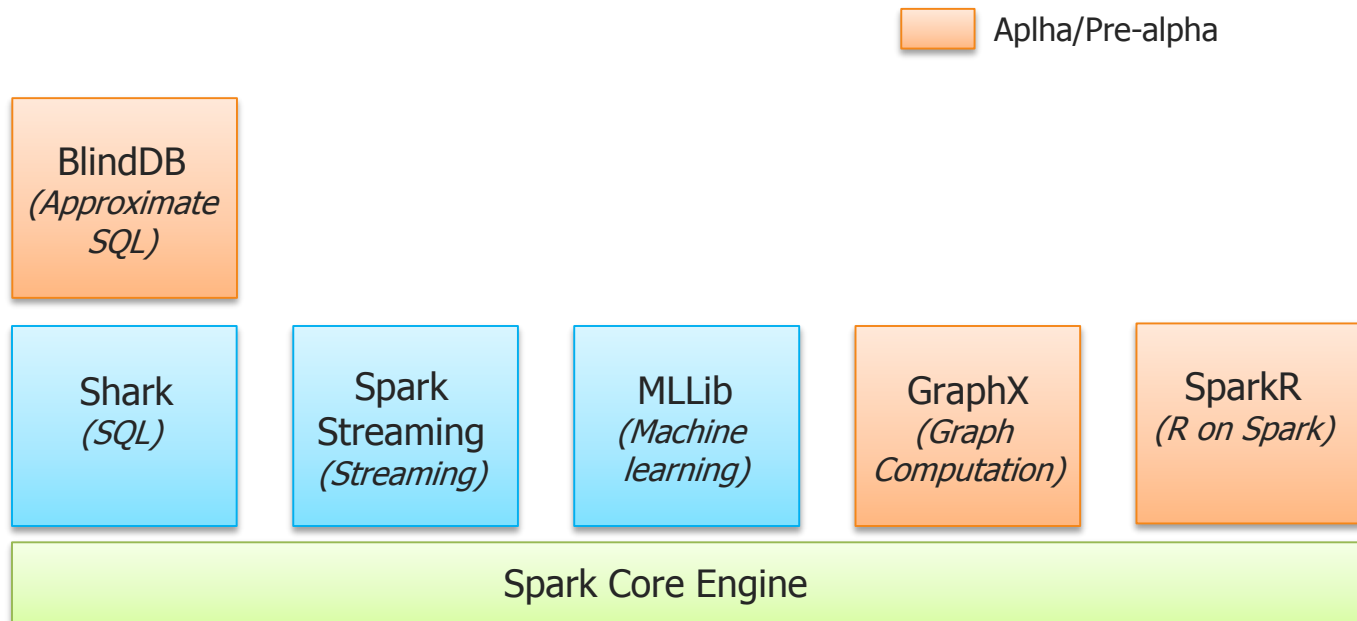 Aplha/Pre-alpha
BlindDB
(Approximate
SQL)
Shark
(SQL)
Spark
Streaming
(Streaming)
MLLib
(Machine
learning)
GraphX
(Graph
Computation)
SparkR
(R on Spark)
Spark Core Engine